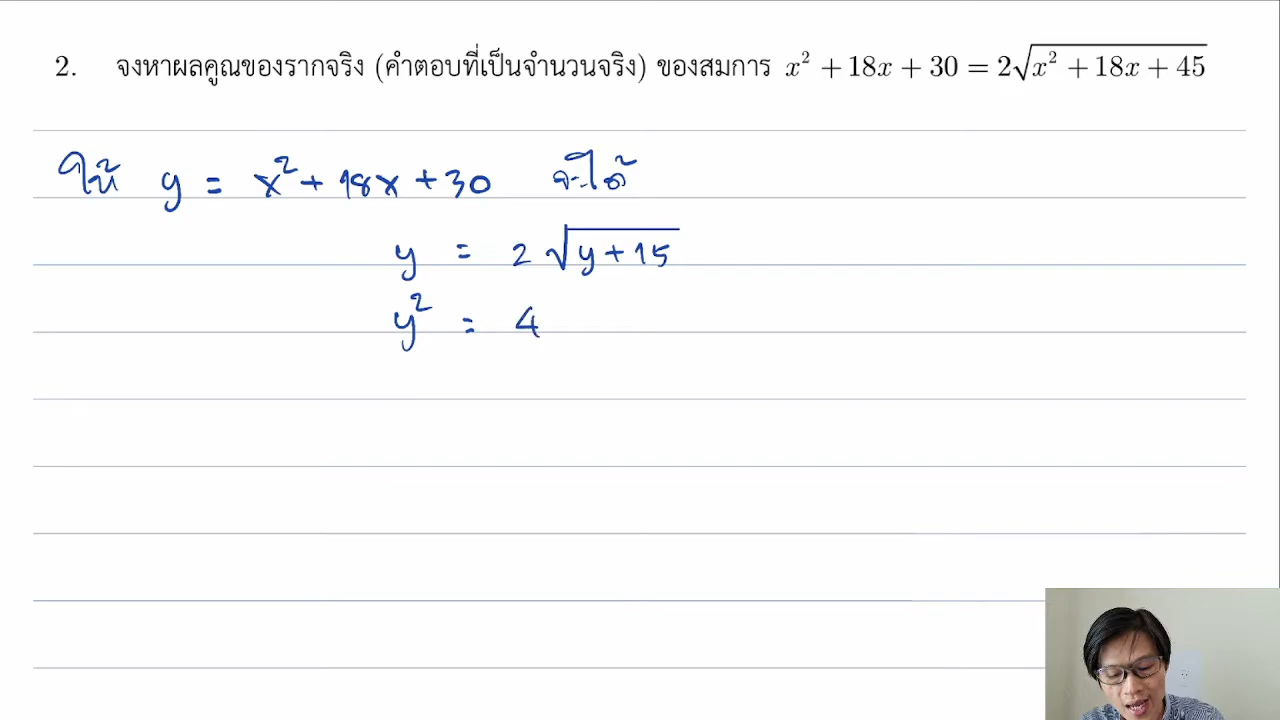 2. จงหาผลคูณของรากจริง (คำตอบที่เป็นจำนวนจริง) ของสมการ x² + 18x + 30 = 2√(x² + 18x + 45)
ให้ y = x² + 18x + 30 จะได้
y = 2√(y + 15)
y² = 4